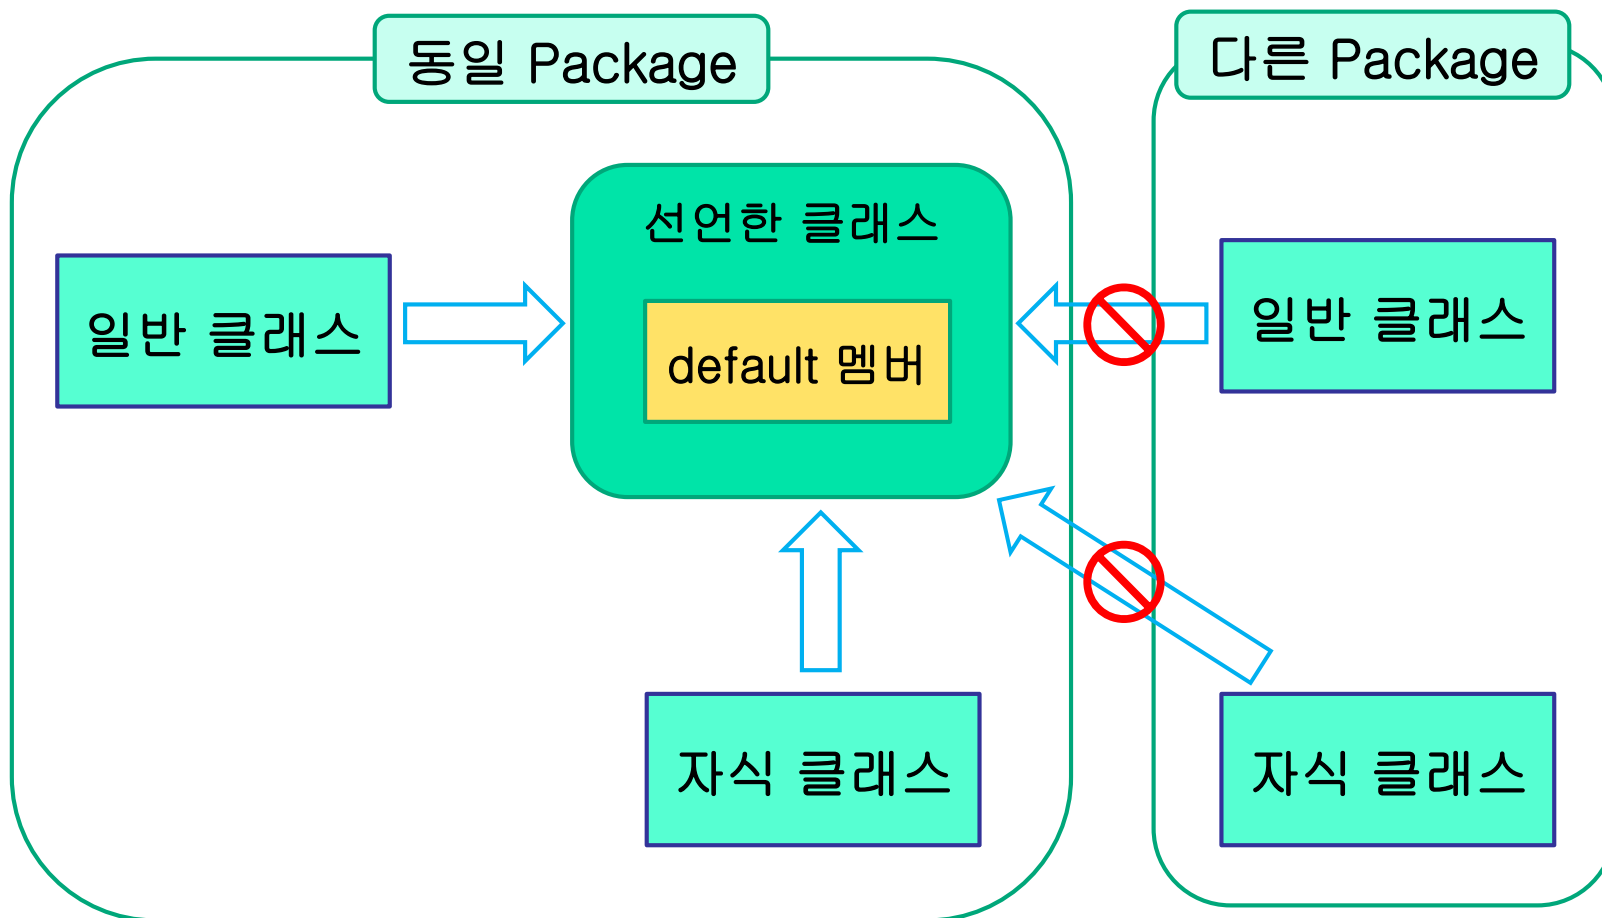 동일 Package
다른 Package
선언한 클래스
일반 클래스
default 멤버
일반 클래스
자식 클래스
자식 클래스